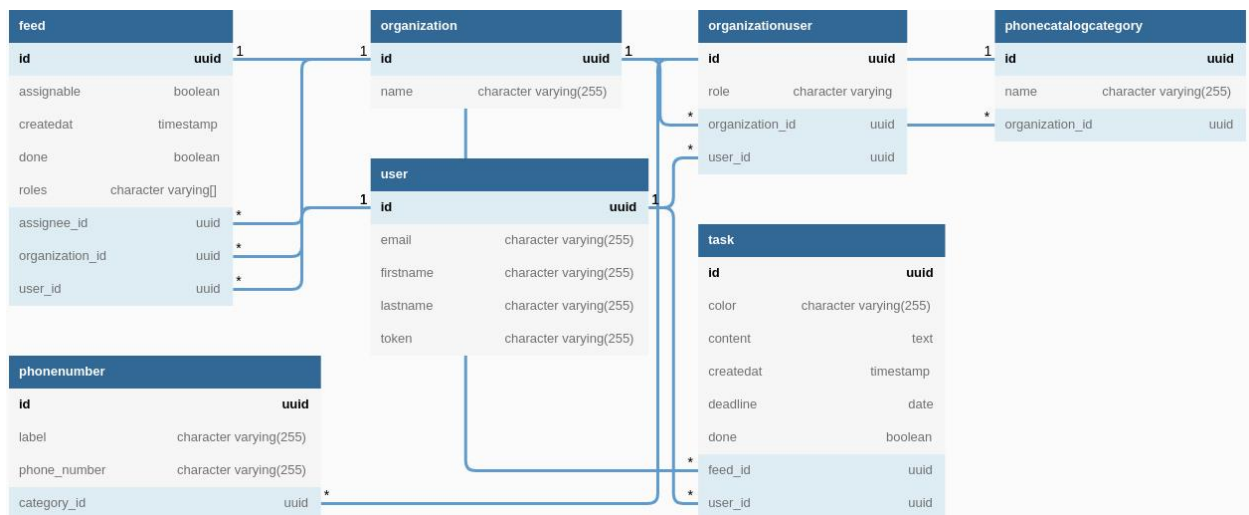 feed
id uuid
assignable boolean
createdat timestamp
done boolean
roles character varying[]
assignee_id uuid
organization_id uuid
user_id uuid
1
*
*
*
organization
id uuid
name character varying(255)
1
1
user
id uuid
email character varying(255)
firstname character varying(255)
lastname character varying(255)
token character varying(255)
1
1
organizationuser
id uuid
role character varying
organization_id uuid
user_id uuid
*
*
phonecatalogcategory
id uuid
name character varying(255)
organization_id uuid
1
*
task
id uuid
color character varying(255)
content text
createdat timestamp
deadline date
done boolean
feed_id uuid
user_id uuid
*
*
phonenumber
id uuid
label character varying(255)
phone_number character varying(255)
category_id uuid
*